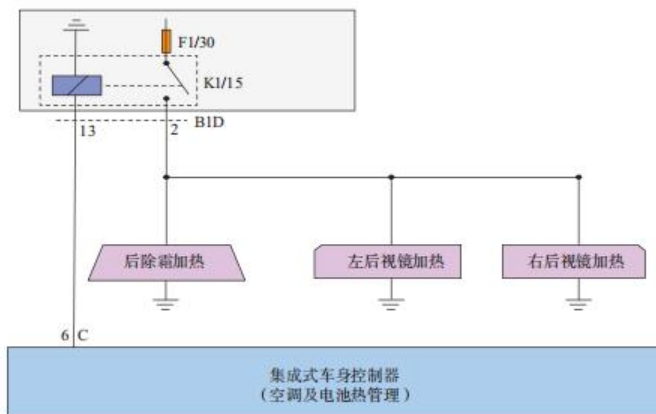 F1/30
K1/15
B1D
13
2
后除霜加热
左后视镜加热
右后视镜加热
6 C
集成式车身控制器
（空调及电池热管理）